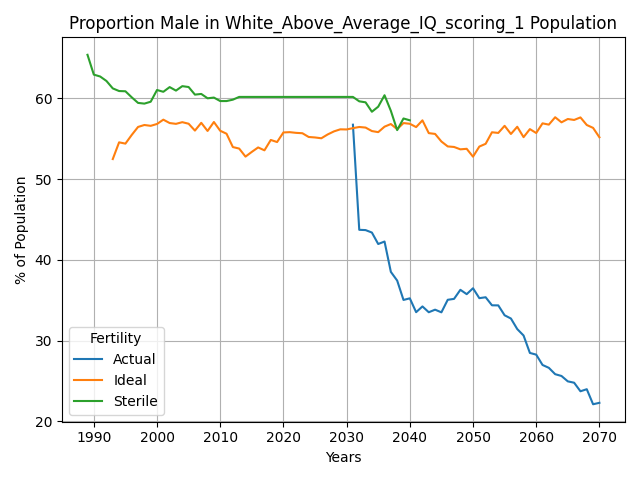 Proportion Male in White_Above_Average_IQ_scoring_1 Population
% of Population
60
50
40
30
20
Fertility
Actual
Ideal
Sterile
1990 2000 2010 2020 2030 2040 2050 2060 2070
Years